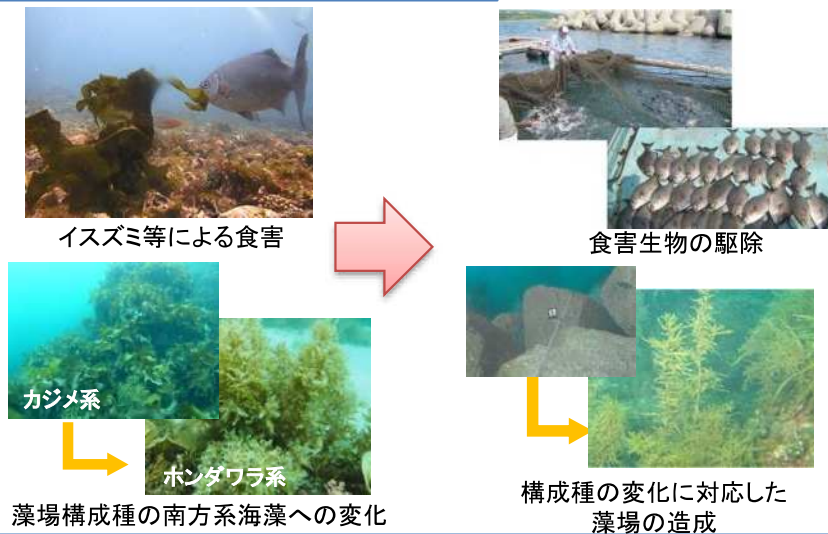 イスズミ等による食害
食害生物の駆除
カジメ系
ホンダワラ系
藻場構成種の南方系海藻への変化
構成種の変化に対応した
藻場の造成